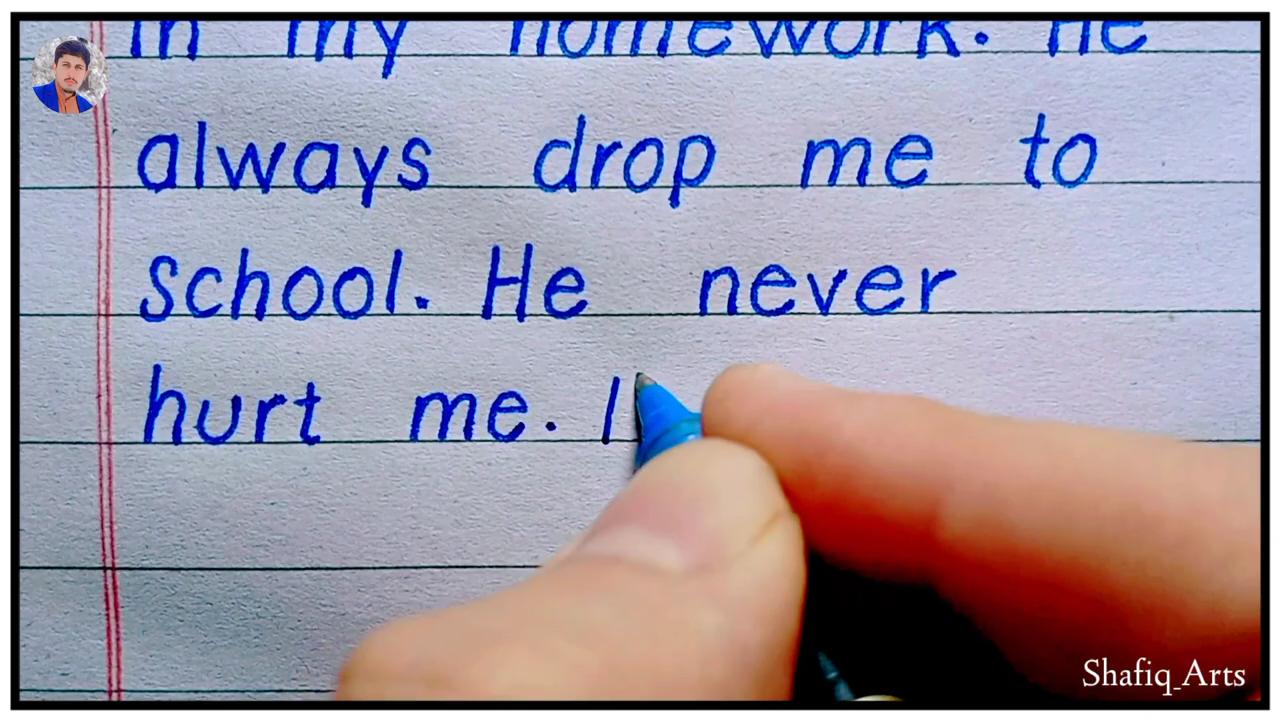 in my homework. He
always drop me to
school. He never
hurt me. I
Shafiq_Arts